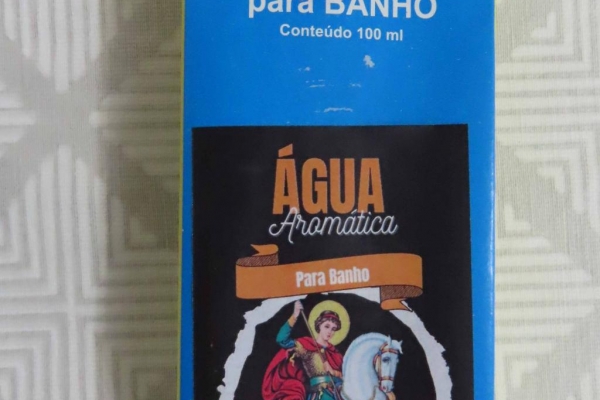 para BANHO
Conteúdo 100 ml
ÁGUA
Aromática
Para Banho